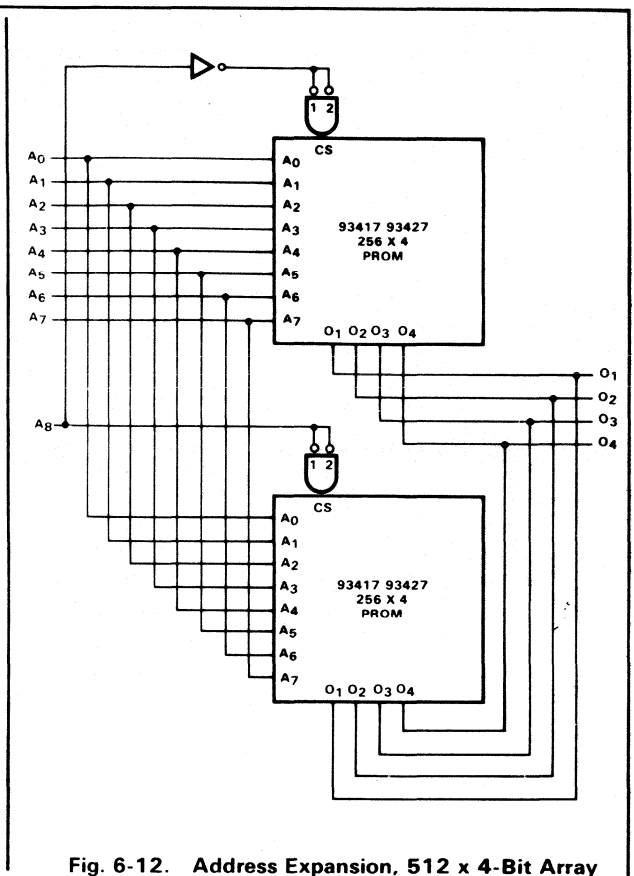 1 2
CS
A0 A0
A1 A1
A2 A2
A3 A3
A4 A4
A5 A5
A6 A6
A7 A7
93417 93427
256 X 4
PROM
O1 O2 O3 O4
O1
O2
O3
O4
A8
1 2
CS
A0
A1
A2
A3
A4
A5
A6
A7
93417 93427
256 X 4
PROM
O1 O2 O3 O4
Fig. 6-12. Address Expansion, 512 x 4-Bit Array